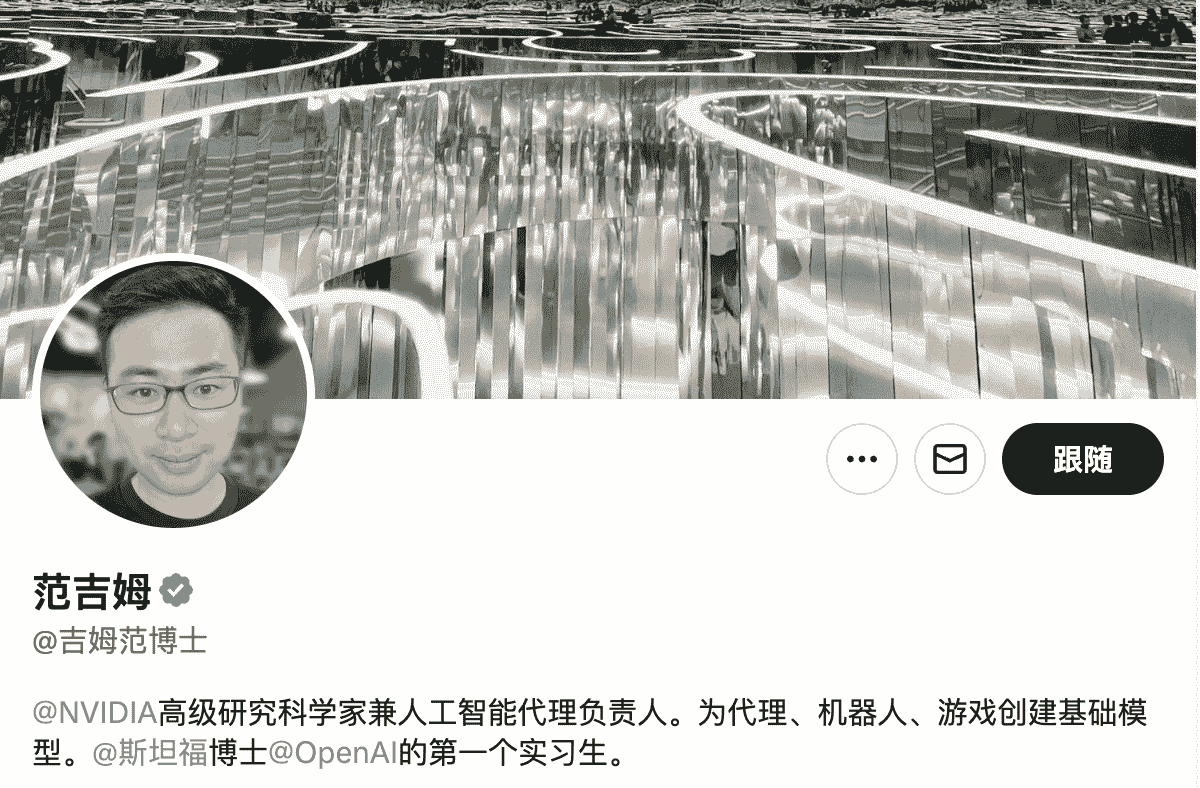 跟随
范吉姆
@吉姆范博士
@NVIDIA高级研究科学家兼人工智能代理负责人。为代理、机器人、游戏创建基础模
型。@斯坦福博士@OpenAI的第一个实习生。